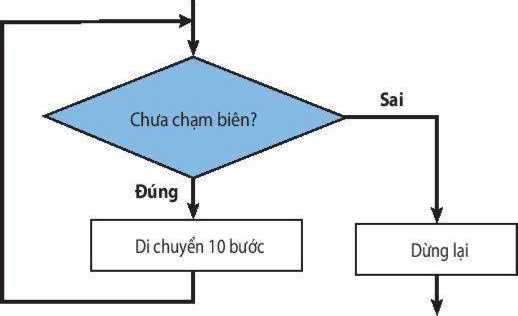 Chưa chạm biên?
Sai
Đúng
Di chuyển 10 bước
Dừng lại